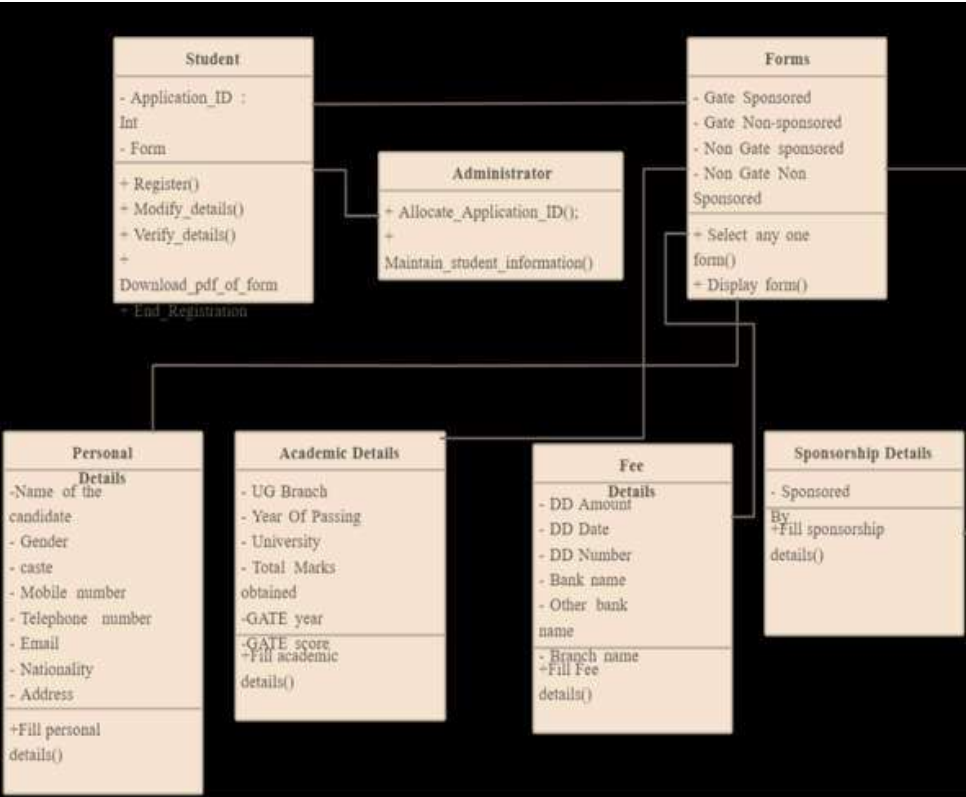 Student
- Application_ID :
Int
- Form
+ Register()
+ Modify_details()
+ Verify_details()
+
Download_pdf_of_form
+ End_Registration
Administrator
+ Allocate_Application_ID();
+
Maintain_student_information()
Forms
- Gate Sponsored
- Gate Non-sponsored
- Non Gate sponsored
- Non Gate Non
Sponsored
+ Select any one
form()
+ Display form()
Personal
Details
-Name of the
candidate
- Gender
- caste
- Mobile number
- Telephone number
- Email
- Nationality
- Address
+Fill personal
details()
Academic Details
- UG Branch
- Year Of Passing
- University
- Total Marks
obtained
-GATE year
-GATE score
+Fill academic
details()
Fee
Details
- DD Amount
- DD Date
- DD Number
- Bank name
- Other bank
name
- Branch name
+Fill Fee
details()
Sponsorship Details
- Sponsored
By
+Fill sponsorship
details()